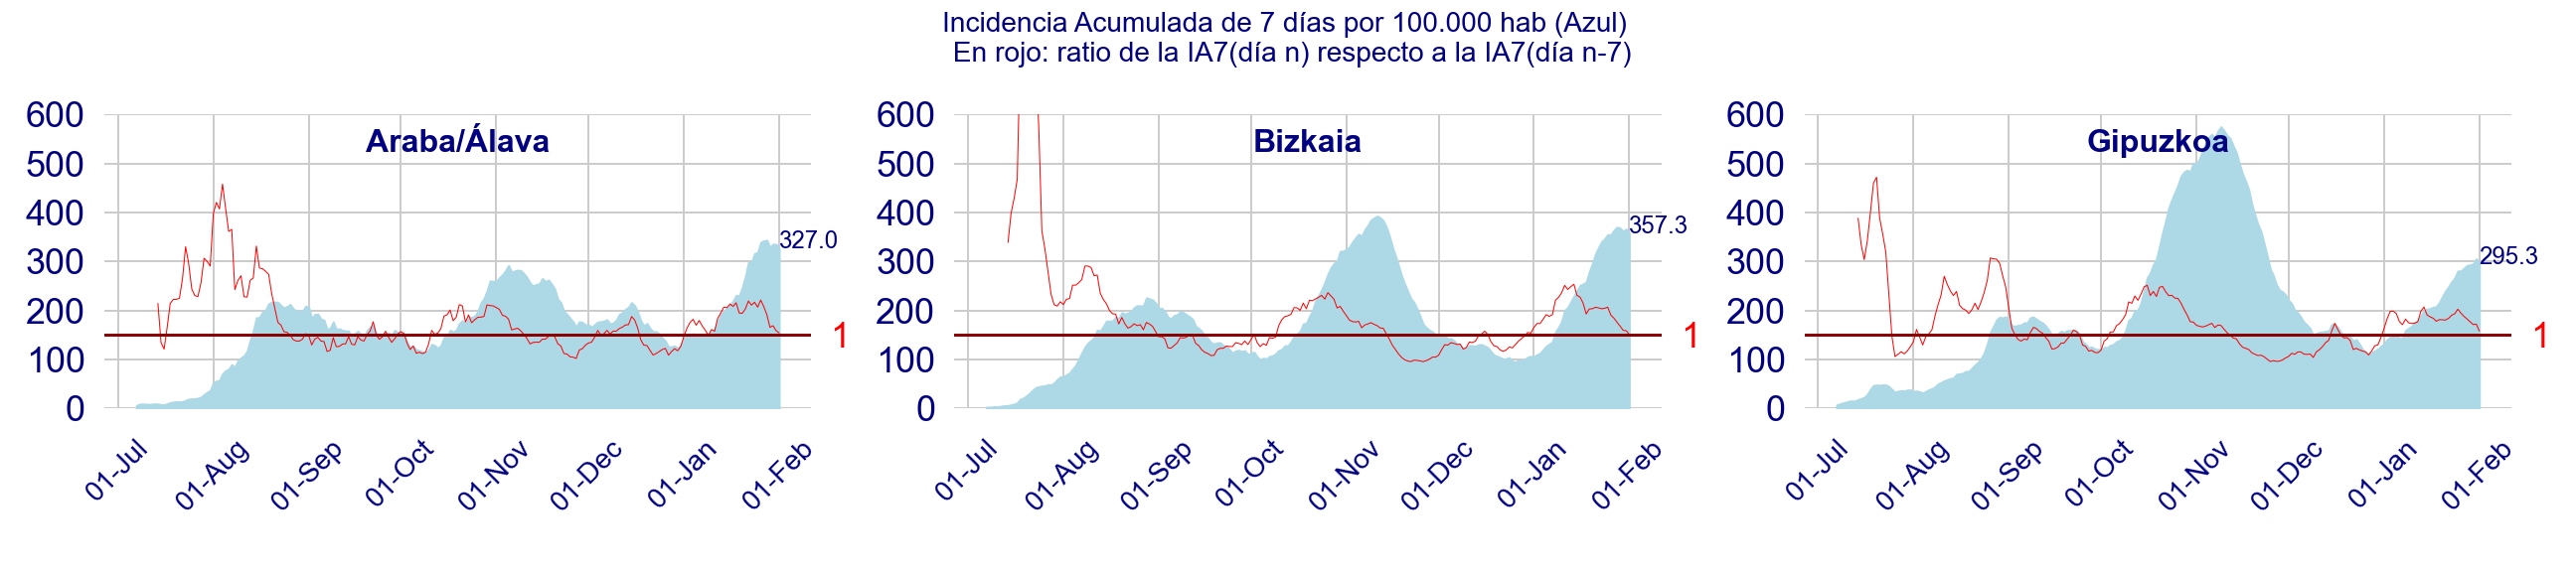 Incidencia Acumulada de 7 días por 100.000 hab (Azul)
En rojo: ratio de la IA7(día n) respecto a la IA7(día n-7)
Araba/Álava
600
500
400
300
200
100
0
327.0
1
01-Jul
01-Aug
01-Sep
01-Oct
01-Nov
01-Dec
01-Jan
01-Feb
Bizkaia
600
500
400
300
200
100
0
357.3
1
01-Jul
01-Aug
01-Sep
01-Oct
01-Nov
01-Dec
01-Jan
01-Feb
Gipuzkoa
600
500
400
300
200
100
0
295.3
1
01-Jul
01-Aug
01-Sep
01-Oct
01-Nov
01-Dec
01-Jan
01-Feb